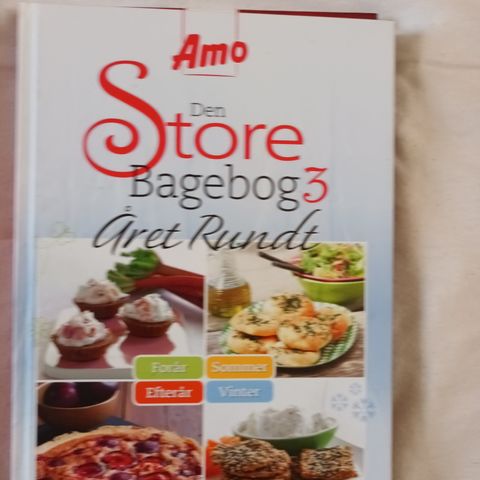 Amo
Den
Store
Bagebog 3
Året Rundt
Forår
Sommer
Efterår
Vinter